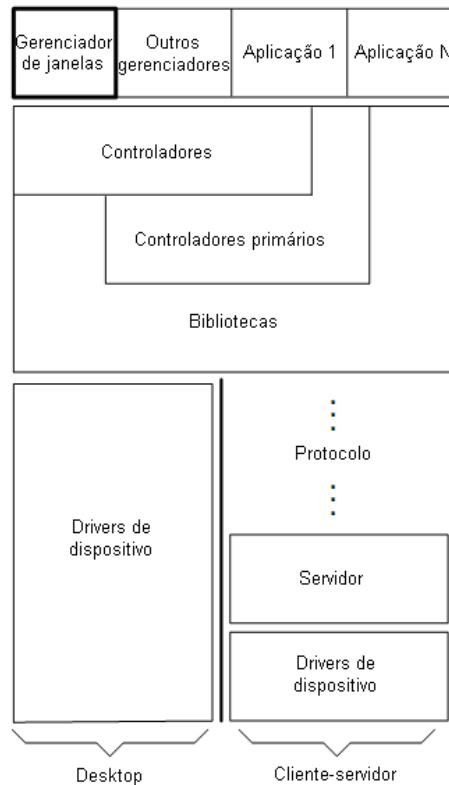 Gerenciador
de janelas
Outros
gerenciadores
Aplicação 1
Aplicação N
Controladores
Controladores primários
Bibliotecas
Drivers de
dispositivo
Protocolo
Servidor
Drivers de
dispositivo
Desktop
Cliente-servidor